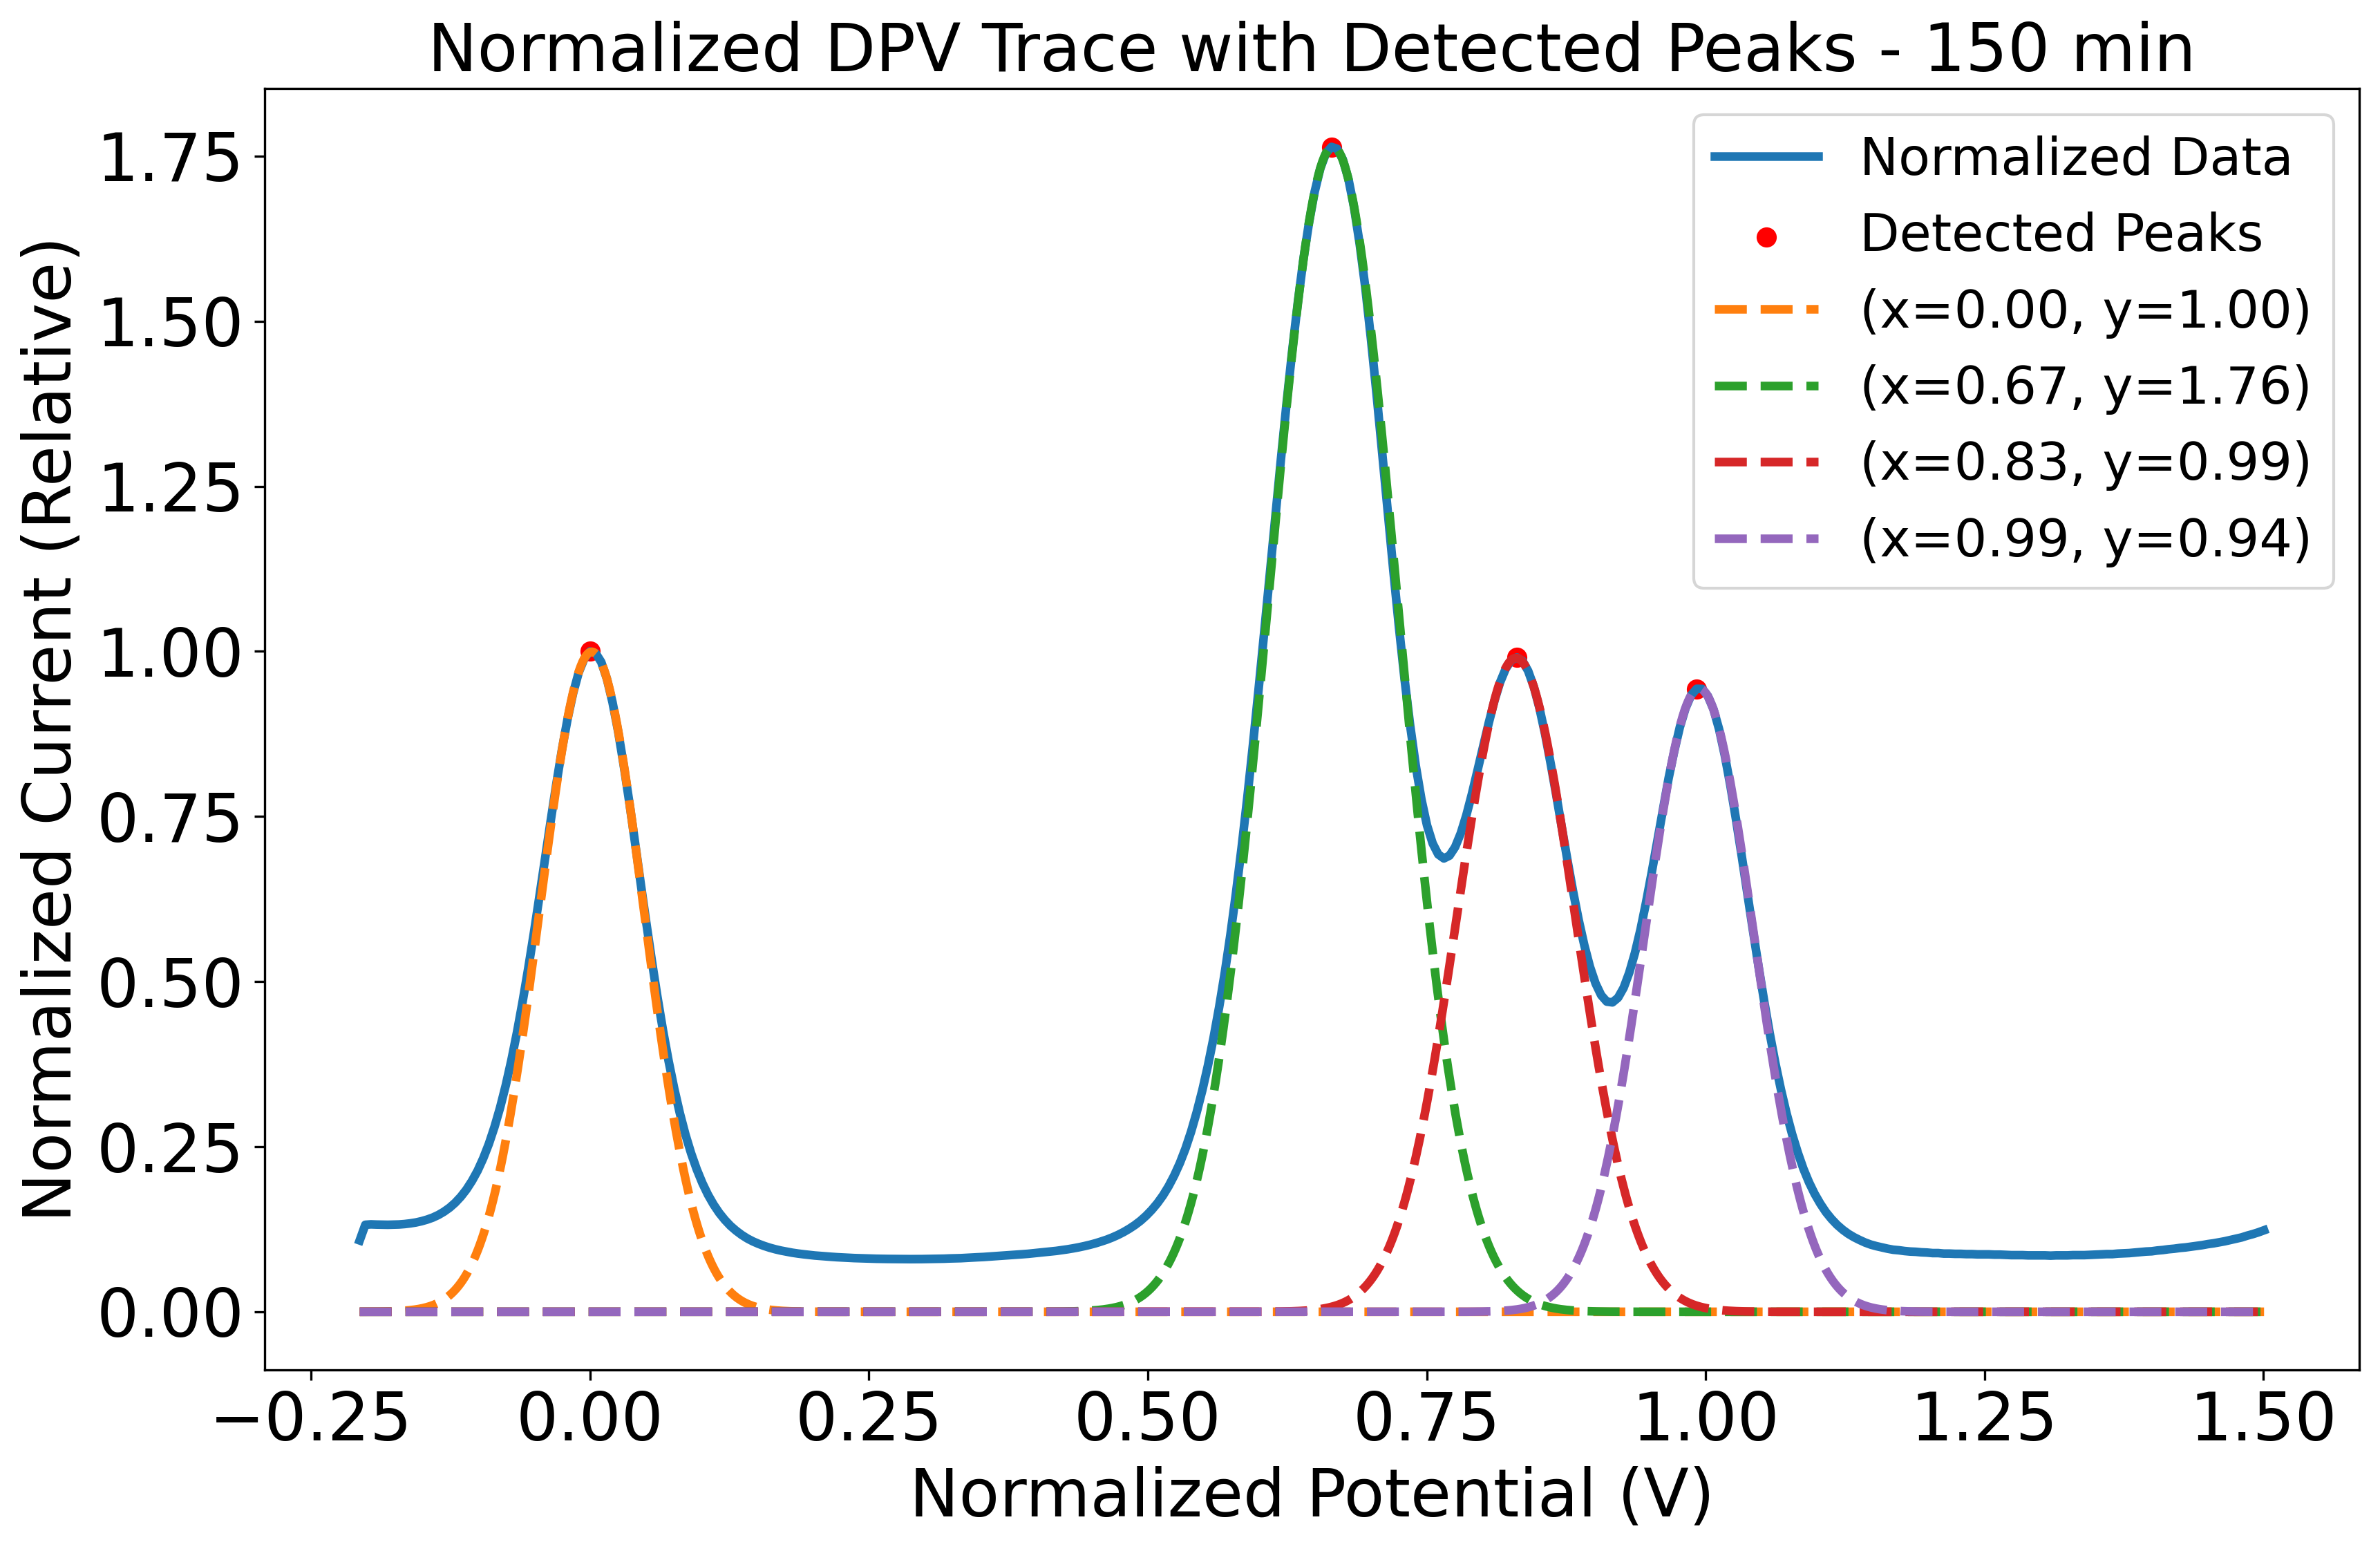 Normalized DPV Trace with Detected Peaks - 150 min
Normalized Current (Relative)
1.75
1.50
1.25
1.00
0.75
0.50
0.25
0.00
Normalized Data
Detected Peaks
(x=0.00, y=1.00)
(x=0.67, y=1.76)
(x=0.83, y=0.99)
(x=0.99, y=0.94)
−0.25 0.00 0.25 0.50 0.75 1.00 1.25 1.50
Normalized Potential (V)